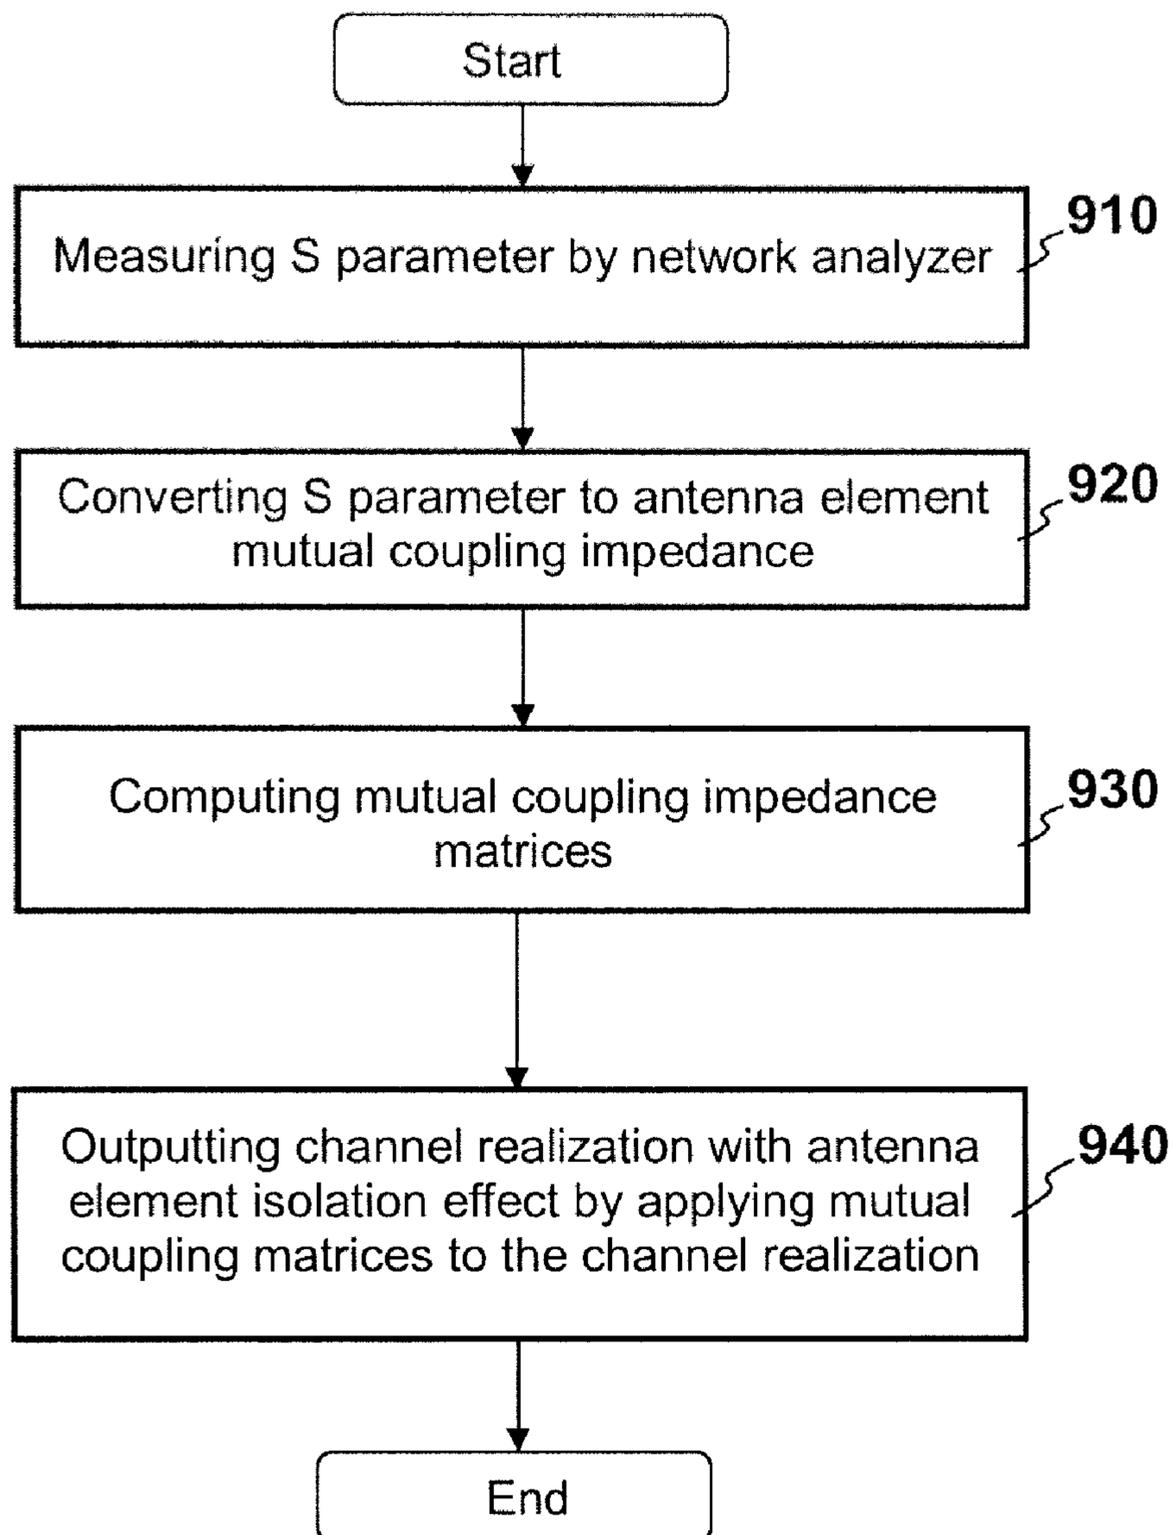 Start
910
Measuring S parameter by network analyzer
920
Converting S parameter to antenna element
mutual coupling impedance
930
Computing mutual coupling impedance
matrices
940
Outputting channel realization with antenna
element isolation effect by applying mutual
coupling matrices to the channel realization
End